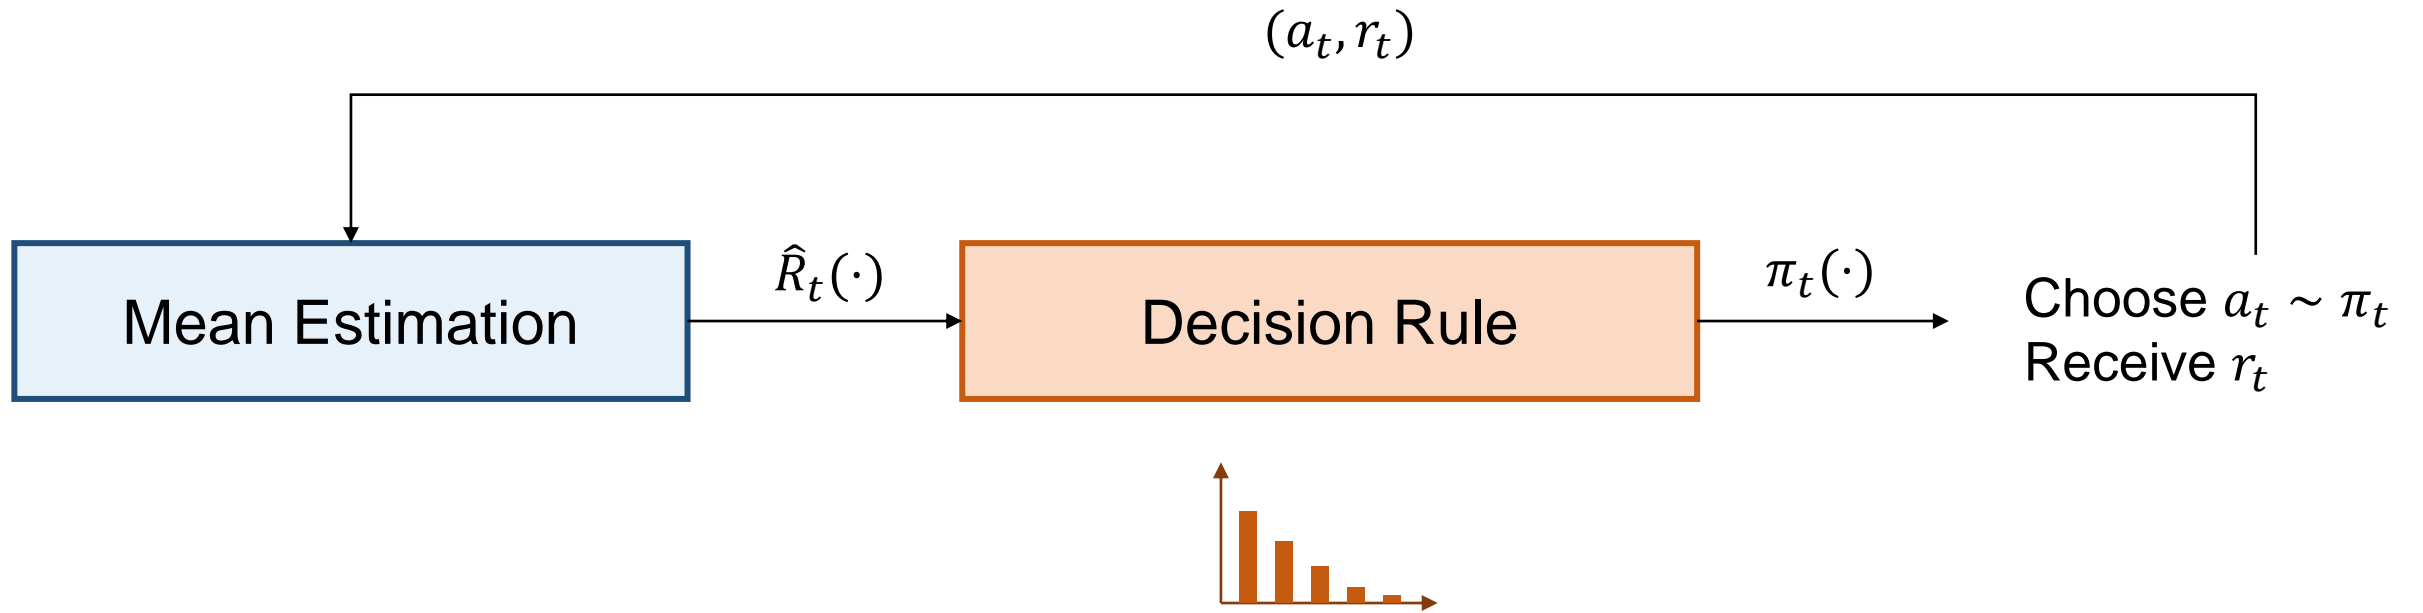 (a_t, r_t)
Mean Estimation
R̂_t(·)
Decision Rule
π_t(·)
Choose a_t ~ π_t
Receive r_t